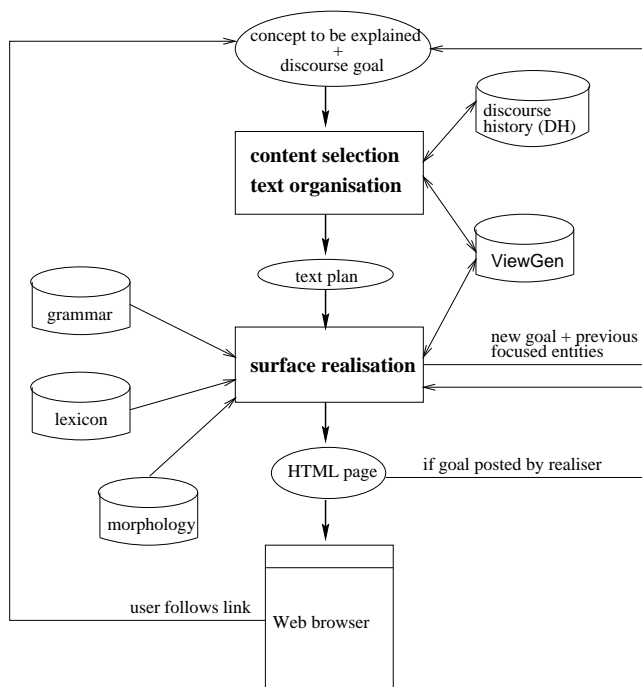 concept to be explained
+
discourse goal
discourse
history (DH)
content selection
text organisation
ViewGen
text plan
grammar
new goal + previous
focused entities
surface realisation
lexicon
HTML page
if goal posted by realiser
morphology
user follows link
Web browser